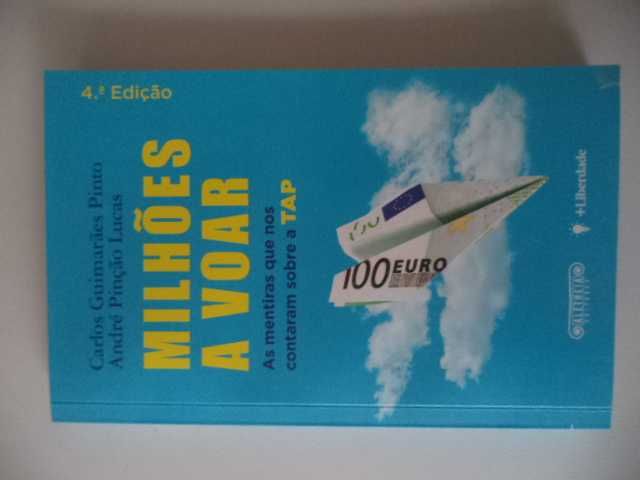 4.ª Edição
Carlos Guimarães Pinto
André Pinção Lucas
MILHÕES
A VOAR
As mentiras que nos
contaram sobre a TAP
100 EURO
+Liberdade
ALÊTHEIA